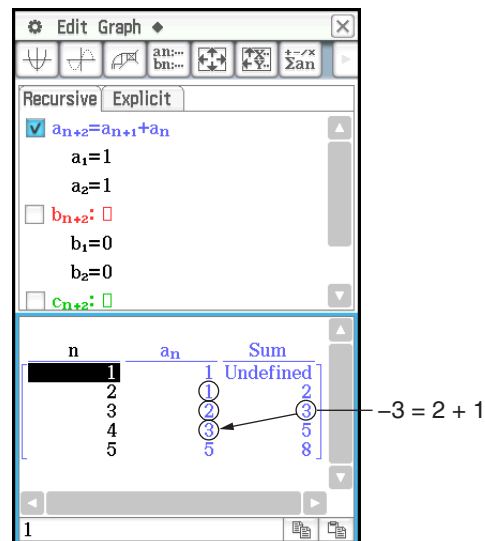 Edit Graph ◆
an:… bn:… X… Y… +−/× Σan
Recursive Explicit
aₙ₊₂=aₙ₊₁+aₙ
a₁=1
a₂=1
bₙ₊₂:
b₁=0
b₂=0
cₙ₊₂:
n aₙ Sum
1 1 Undefined
2 1 2
3 2 3 –3 = 2 + 1
4 3 5
5 5 8
1